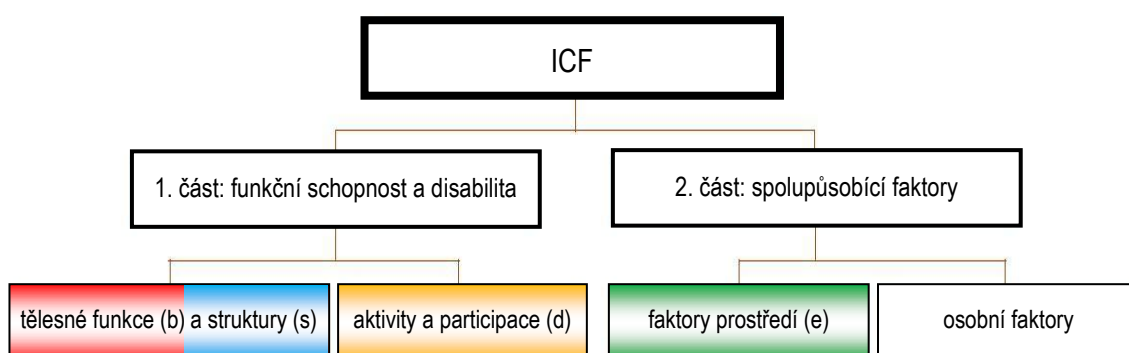 ICF
1. část: funkční schopnost a disabilita
2. část: spolupůsobící faktory
tělesné funkce (b) a struktury (s)
aktivity a participace (d)
faktory prostředí (e)
osobní faktory